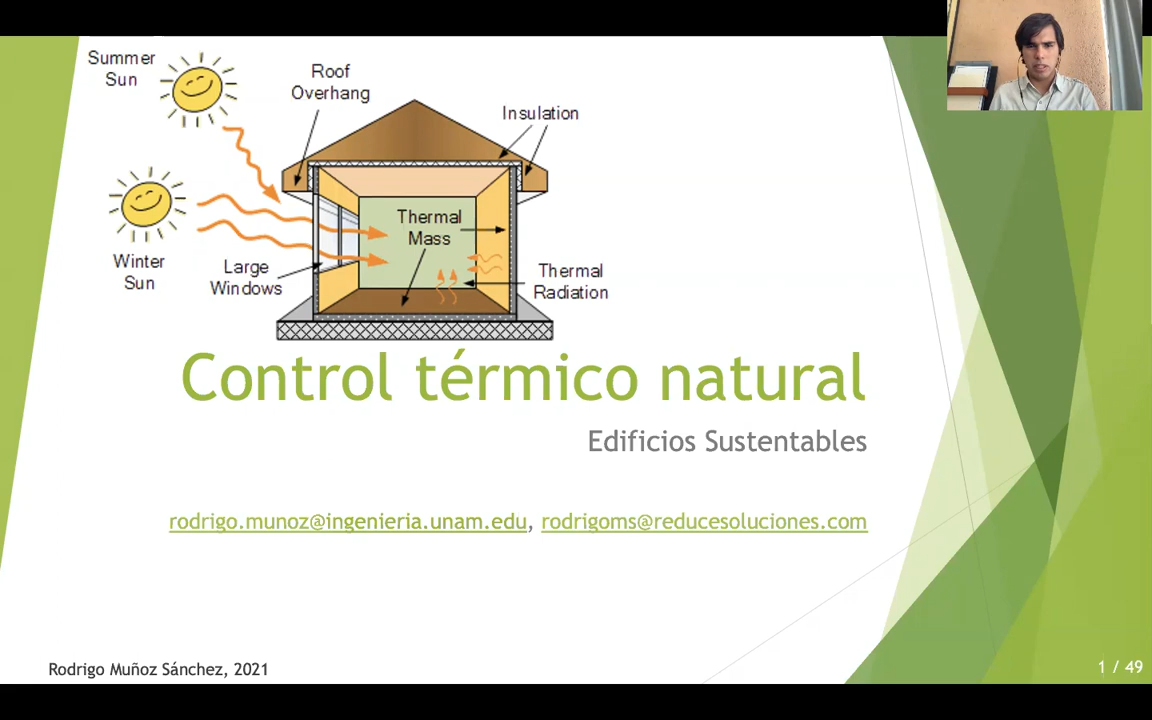 Summer
Sun
Roof
Overhang
Insulation
Thermal
Mass
Winter
Sun
Large
Windows
Thermal
Radiation
Control térmico natural
Edificios Sustentables
rodrigo.munoz@ingenieria.unam.edu, rodrigoms@reducesoluciones.com
Rodrigo Muñoz Sánchez, 2021
1 / 49